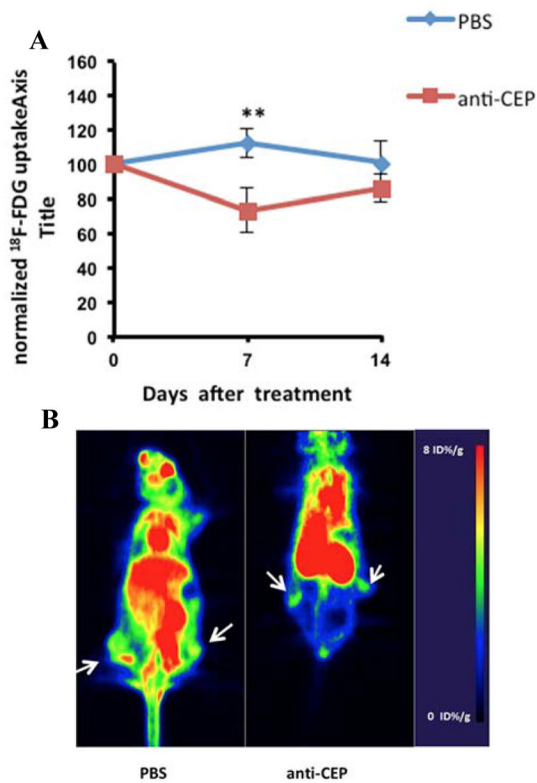 A
PBS
anti-CEP
normalized ¹⁸F-FDG uptakeAxis
Title
160
140
120
100
80
60
40
20
0
**
0 7 14
Days after treatment
B
8 ID%/g
0 ID%/g
PBS anti-CEP